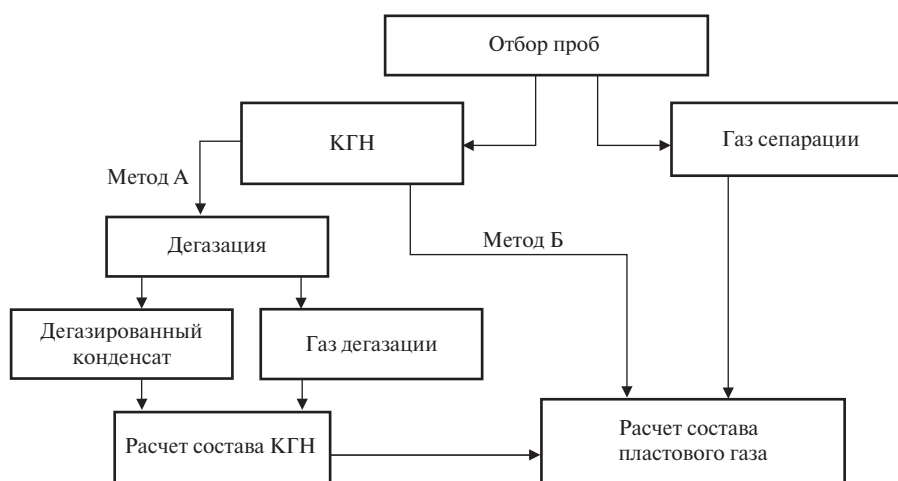 Отбор проб
КГН
Газ сепарации
Метод А
Дегазация
Метод Б
Дегазированный
конденсат
Газ дегазации
Расчет состава КГН
Расчет состава
пластового газа